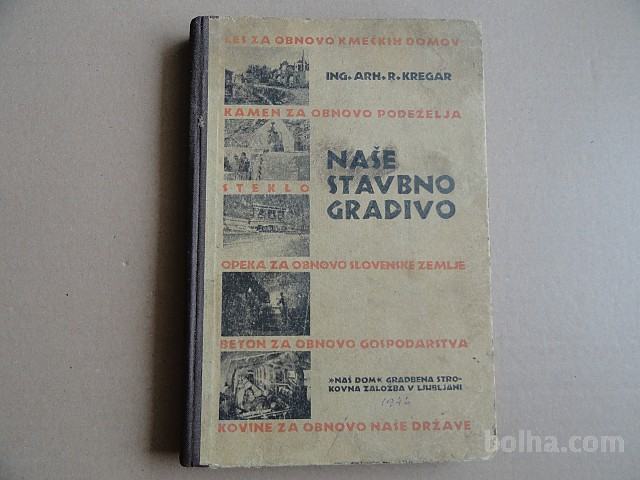 LES ZA OBNOVO KMEČKIH DOMOV
ING. ARH. R. KREGAR
KAMEN ZA OBNOVO PODEŽELJA
NAŠE
STAVBNO
GRADIVO
STEKLO
OPEKA ZA OBNOVO SLOVENSKE ZEMLJE
BETON ZA OBNOVO GOSPODARSTVA
»NAŠ DOM« GRADBENA STRO-
KOVNA ZALOŽBA V LJUBLJANI
1946
KOVINE ZA OBNOVO NAŠE DRŽAVE
bolha.com